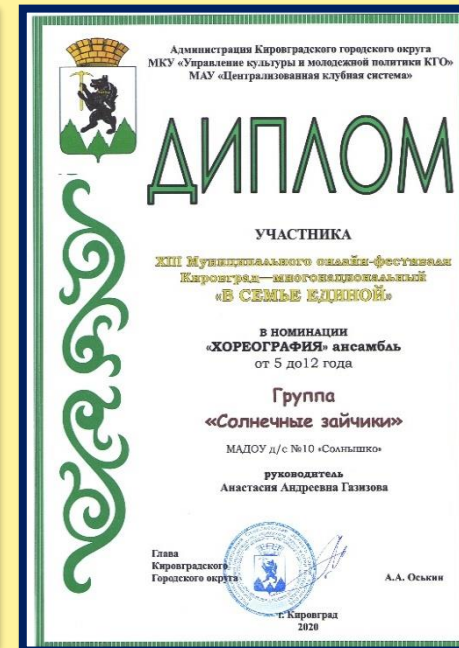 Администрация Кировградского городского округа
МКУ «Управление культуры и молодежной политики КГО»
МАУ «Централизованная клубная система»
ДИПЛОМ
УЧАСТНИКА
XIII Муниципального онлайн-фестиваля
Кировград—многонациональный
«В СЕМЬЕ ЕДИНОЙ»
В НОМИНАЦИИ
«ХОРЕОГРАФИЯ» ансамбль
от 5 до12 года
Группа
«Солнечные зайчики»
МАДОУ д/с №10 «Солнышко»
руководитель
Анастасия Андреевна Газизова
Глава
Кировградского
Городского округа
А.А. Оськин
г. Кировград
2020